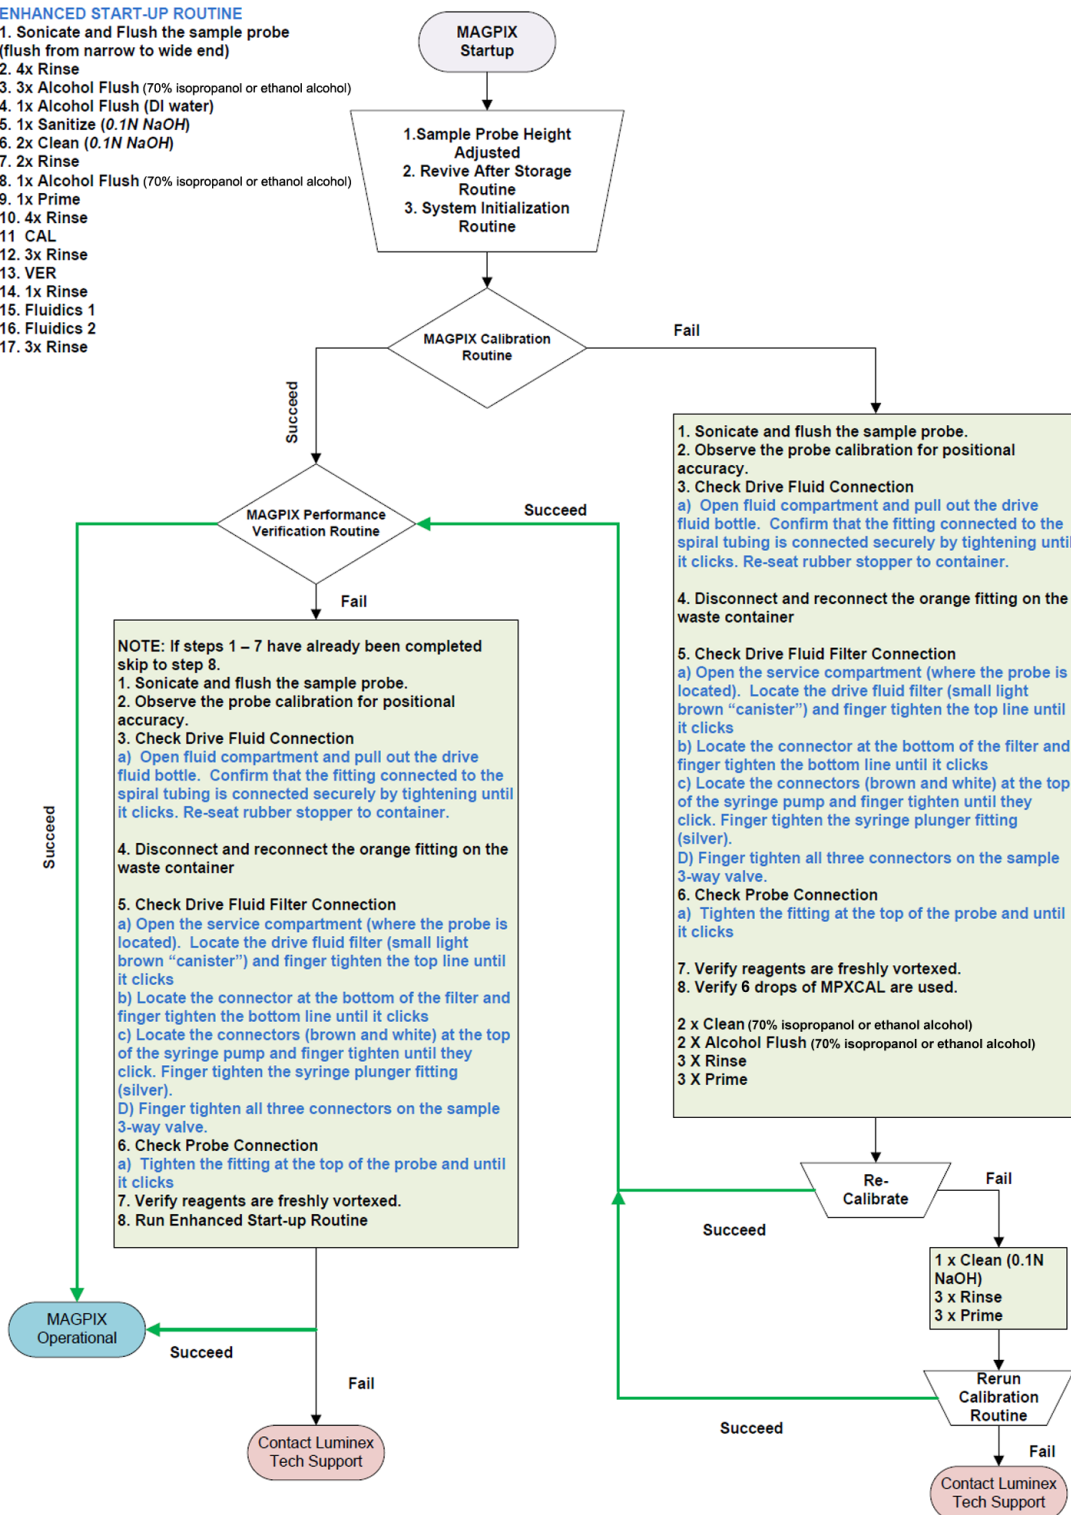 ENHANCED START-UP ROUTINE
1. Sonicate and Flush the sample probe
(flush from narrow to wide end)
2. 4x Rinse
3. 3x Alcohol Flush (70% isopropanol or ethanol alcohol)
4. 1x Alcohol Flush (DI water)
5. 1x Sanitize (0.1N NaOH)
6. 2x Clean (0.1N NaOH)
7. 2x Rinse
8. 1x Alcohol Flush (70% isopropanol or ethanol alcohol)
9. 1x Prime
10. 4x Rinse
11 CAL
12. 3x Rinse
13. VER
14. 1x Rinse
15. Fluidics 1
16. Fluidics 2
17. 3x Rinse
MAGPIX
Startup
1.Sample Probe Height
Adjusted
2. Revive After Storage
Routine
3. System Initialization
Routine
MAGPIX Calibration
Routine
Fail
Succeed
MAGPIX Performance
Verification Routine
Succeed
Fail
Succeed
NOTE: If steps 1 – 7 have already been completed
skip to step 8.
1. Sonicate and flush the sample probe.
2. Observe the probe calibration for positional
accuracy.
3. Check Drive Fluid Connection
a) Open fluid compartment and pull out the drive
fluid bottle. Confirm that the fitting connected to the
spiral tubing is connected securely by tightening until
it clicks. Re-seat rubber stopper to container.
4. Disconnect and reconnect the orange fitting on the
waste container
5. Check Drive Fluid Filter Connection
a) Open the service compartment (where the probe is
located). Locate the drive fluid filter (small light
brown “canister”) and finger tighten the top line until
it clicks
b) Locate the connector at the bottom of the filter and
finger tighten the bottom line until it clicks
c) Locate the connectors (brown and white) at the top
of the syringe pump and finger tighten until they
click. Finger tighten the syringe plunger fitting
(silver).
D) Finger tighten all three connectors on the sample
3-way valve.
6. Check Probe Connection
a) Tighten the fitting at the top of the probe and until
it clicks
7. Verify reagents are freshly vortexed.
8. Run Enhanced Start-up Routine
MAGPIX
Operational
Succeed
Fail
Contact Luminex
Tech Support
1. Sonicate and flush the sample probe.
2. Observe the probe calibration for positional
accuracy.
3. Check Drive Fluid Connection
a) Open fluid compartment and pull out the drive
fluid bottle. Confirm that the fitting connected to the
spiral tubing is connected securely by tightening until
it clicks. Re-seat rubber stopper to container.
4. Disconnect and reconnect the orange fitting on the
waste container
5. Check Drive Fluid Filter Connection
a) Open the service compartment (where the probe is
located). Locate the drive fluid filter (small light
brown “canister”) and finger tighten the top line until
it clicks
b) Locate the connector at the bottom of the filter and
finger tighten the bottom line until it clicks
c) Locate the connectors (brown and white) at the top
of the syringe pump and finger tighten until they
click. Finger tighten the syringe plunger fitting
(silver).
D) Finger tighten all three connectors on the sample
3-way valve.
6. Check Probe Connection
a) Tighten the fitting at the top of the probe and until
it clicks
7. Verify reagents are freshly vortexed.
8. Verify 6 drops of MPXCAL are used.
2 x Clean (70% isopropanol or ethanol alcohol)
2 X Alcohol Flush (70% isopropanol or ethanol alcohol)
3 X Rinse
3 X Prime
Re-
Calibrate
Fail
Succeed
1 x Clean (0.1N
NaOH)
3 x Rinse
3 x Prime
Rerun
Calibration
Routine
Succeed
Fail
Contact Luminex
Tech Support